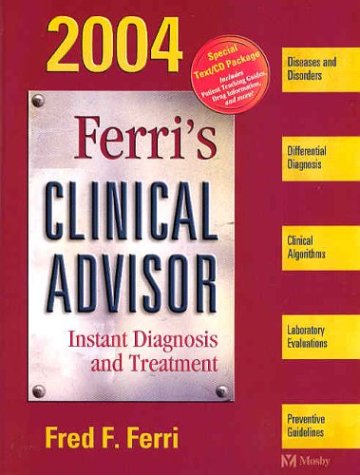 2004
Special
Text/CD Package
Includes
Patient Teaching Guides,
Drug Information,
and more!
Ferri's
CLINICAL
ADVISOR
Instant Diagnosis
and Treatment
Fred F. Ferri
Diseases and
Disorders
Differential
Diagnosis
Clinical
Algorithms
Laboratory
Evaluations
Preventive
Guidelines
M Mosby